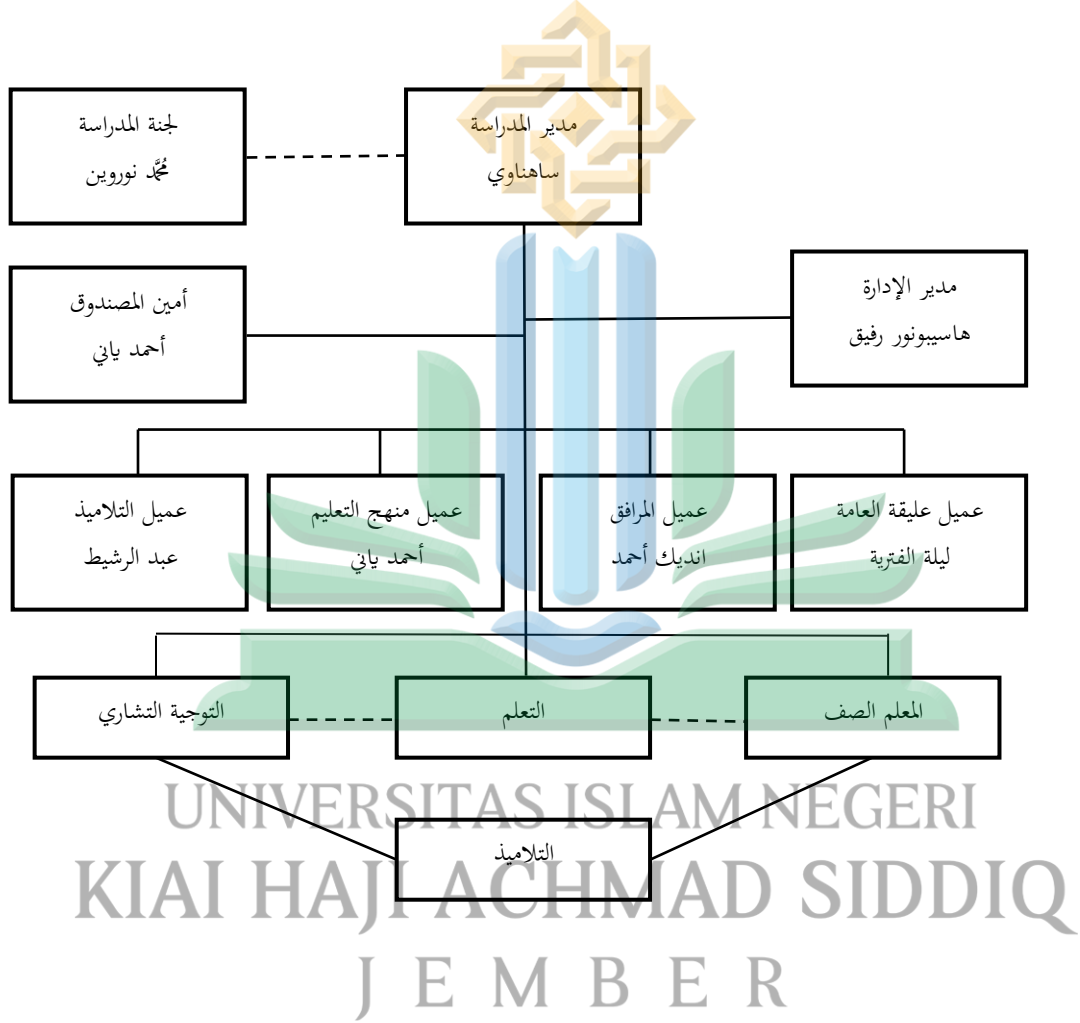 مدير المدراسة
ساهناوي
لجنة المدراسة
مُحَّد نوروين
مدير الإدارة
هاسيبونور رفيق
أمين المصندوق
أحمد ياني
عميل عليقة العامة
ليلة الفترية
عميل المرافق
انديك أحمد
عميل منهج التعليم
أحمد ياني
عميل التلاميذ
عبد الرشيط
المعلم الصف
التعلم
التوجية التشاري
التلاميذ
UNIVERSITAS ISLAM NEGERI
KIAI HAJI ACHMAD SIDDIQ
JEMBER